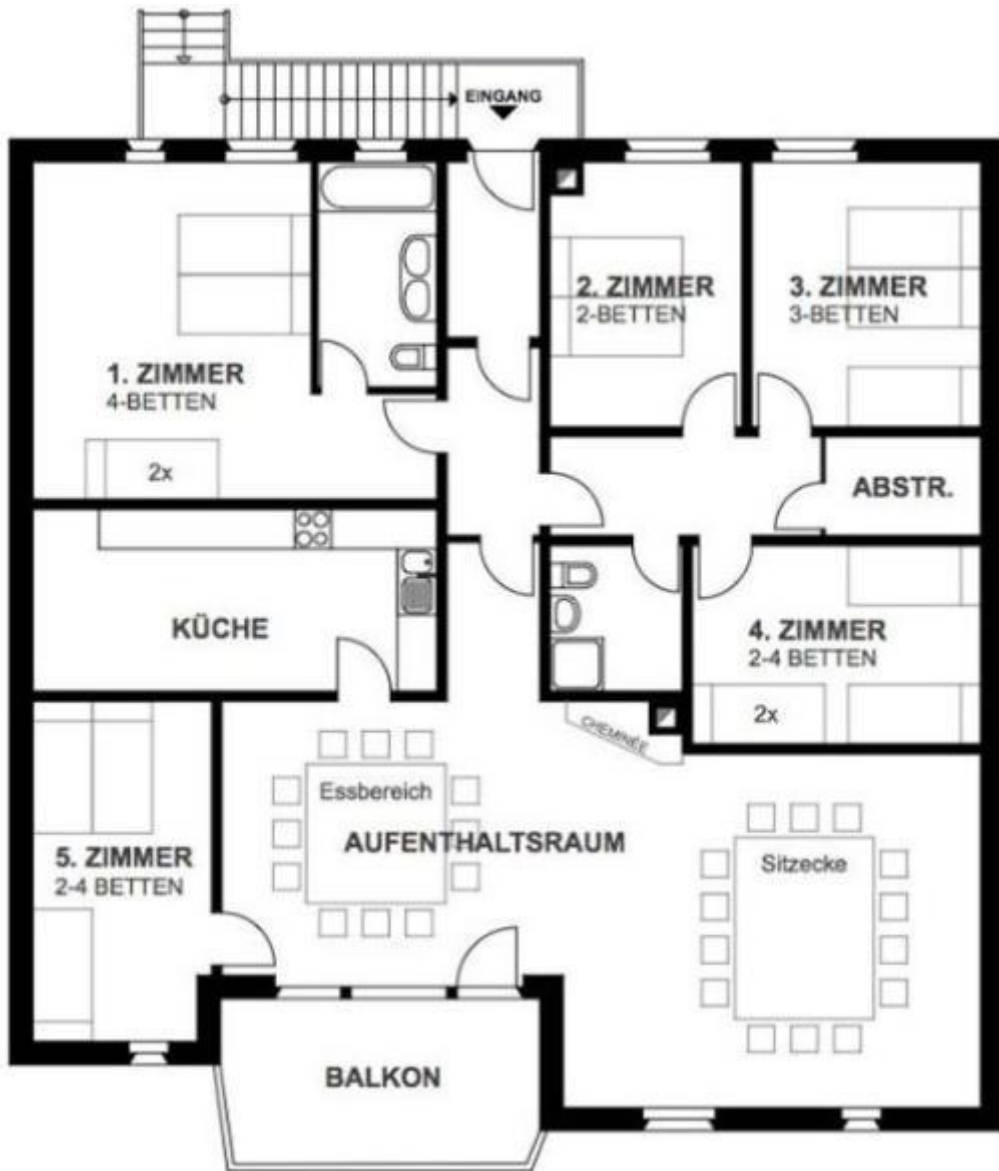 EINGANG
2. ZIMMER
2-BETTEN
3. ZIMMER
3-BETTEN
1. ZIMMER
4-BETTEN
2x
ABSTR.
KÜCHE
4. ZIMMER
2-4 BETTEN
2x
CHEMINÉE
Essbereich
AUFENTHALTSRAUM
Sitzecke
5. ZIMMER
2-4 BETTEN
BALKON